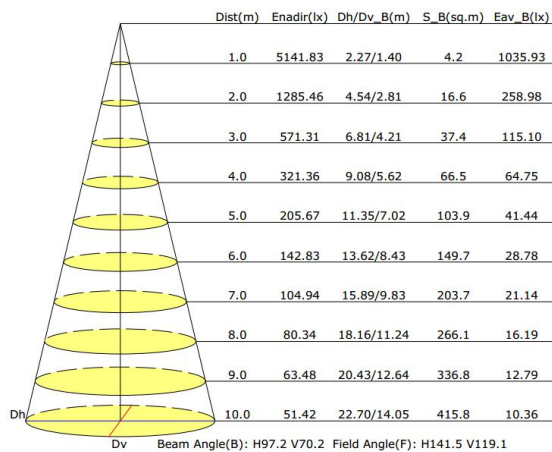 Dist(m) Enadir(lx) Dh/Dv_B(m) S_B(sq.m) Eav_B(lx)
1.0 5141.83 2.27/1.40 4.2 1035.93
2.0 1285.46 4.54/2.81 16.6 258.98
3.0 571.31 6.81/4.21 37.4 115.10
4.0 321.36 9.08/5.62 66.5 64.75
5.0 205.67 11.35/7.02 103.9 41.44
6.0 142.83 13.62/8.43 149.7 28.78
7.0 104.94 15.89/9.83 203.7 21.14
8.0 80.34 18.16/11.24 266.1 16.19
9.0 63.48 20.43/12.64 336.8 12.79
Dh 10.0 51.42 22.70/14.05 415.8 10.36
Dv Beam Angle(B): H97.2 V70.2 Field Angle(F): H141.5 V119.1